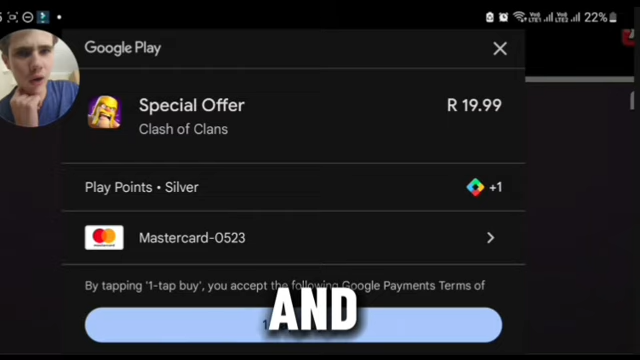 22%
Google Play
Special Offer
R 19.99
Clash of Clans
Play Points • Silver
+1
Mastercard-0523
By tapping '1-tap buy', you accept the following Google Payments Terms of
AND